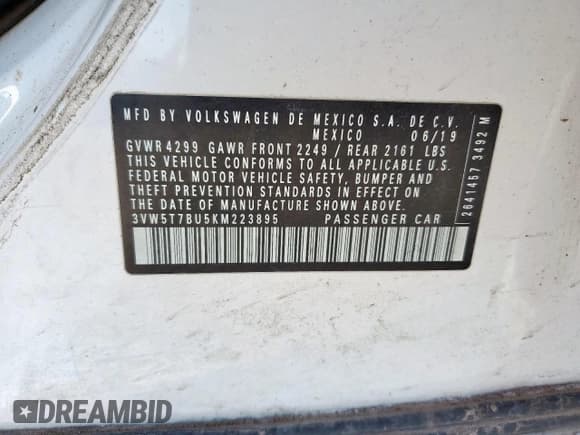 MFD BY VOLKSWAGEN DE MEXICO S.A. DE C.V.
MEXICO 06/19
GVWR 4299 GAWR FRONT 2249 / REAR 2161 LBS
THIS VEHICLE CONFORMS TO ALL APPLICABLE U.S.
FEDERAL MOTOR VEHICLE SAFETY, BUMPER AND
THEFT PREVENTION STANDARDS IN EFFECT ON
THE DATE OF MANUFACTURE SHOWN ABOVE.
3VW5T7BU5KM223895 PASSENGER CAR
2641457 3492 M
DREAMBID